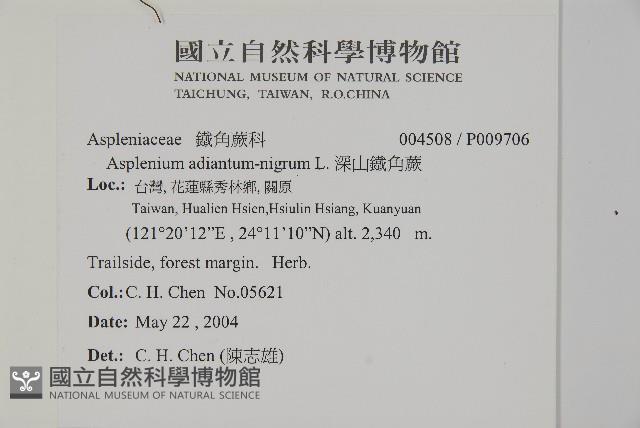 國立自然科學博物館
NATIONAL MUSEUM OF NATURAL SCIENCE
TAICHUNG, TAIWAN, R.O.CHINA
Aspleniaceae 鐵角蕨科 004508 / P009706
Asplenium adiantum-nigrum L. 深山鐵角蕨
Loc.: 台灣, 花蓮縣秀林鄉, 關原
Taiwan, Hualien Hsien,Hsiulin Hsiang, Kuanyuan
(121°20'12”E , 24°11'10”N) alt. 2,340 m.
Trailside, forest margin. Herb.
Col.: C. H. Chen No.05621
Date: May 22 , 2004
Det.: C. H. Chen (陳志雄)
國立自然科學博物館
NATIONAL MUSEUM OF NATURAL SCIENCE